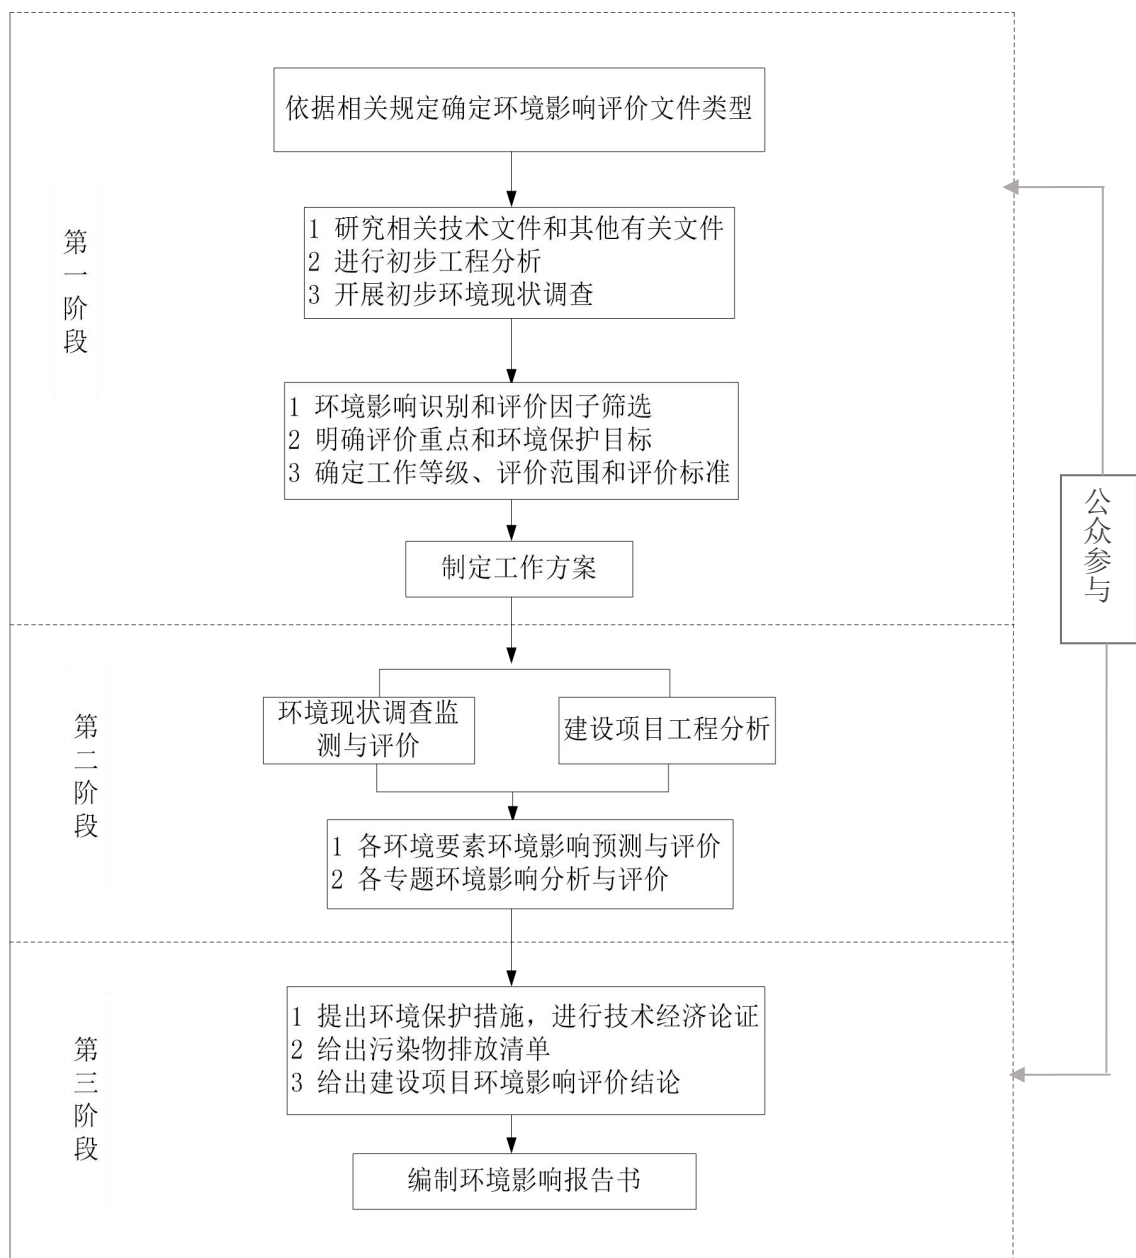 依据相关规定确定环境影响评价文件类型
第一阶段
1 研究相关技术文件和其他有关文件
2 进行初步工程分析
3 开展初步环境现状调查
1 环境影响识别和评价因子筛选
2 明确评价重点和环境保护目标
3 确定工作等级、评价范围和评价标准
制定工作方案
公众参与
第二阶段
环境现状调查监
测与评价
建设项目工程分析
1 各环境要素环境影响预测与评价
2 各专题环境影响分析与评价
第三阶段
1 提出环境保护措施，进行技术经济论证
2 给出污染物排放清单
3 给出建设项目环境影响评价结论
编制环境影响报告书